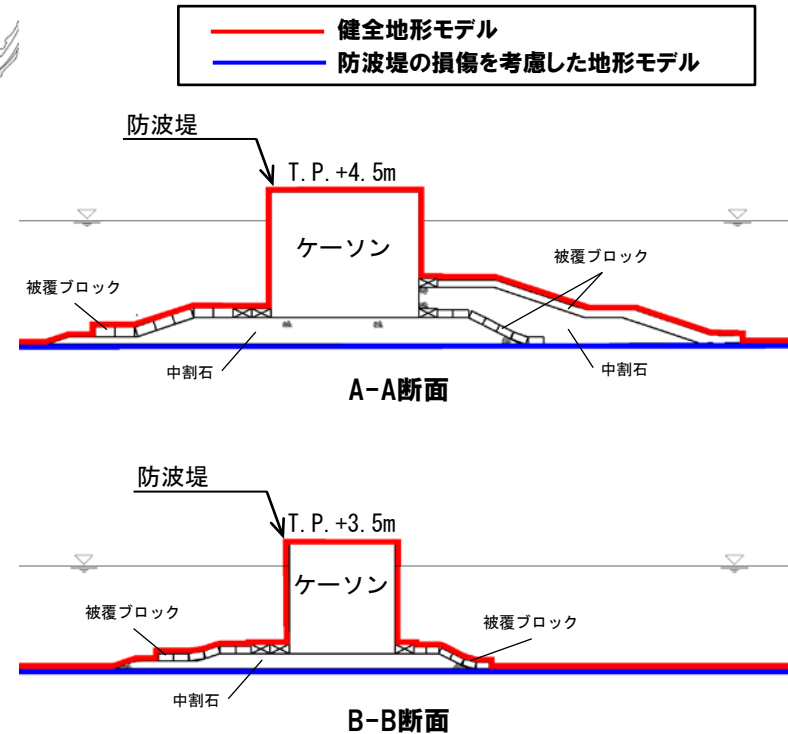 健全地形モデル
防波堤の損傷を考慮した地形モデル
防波堤
T.P.+4.5m
ケーソン
被覆ブロック
被覆ブロック
中割石
中割石
A-A断面
防波堤
T.P.+3.5m
ケーソン
被覆ブロック
被覆ブロック
中割石
B-B断面